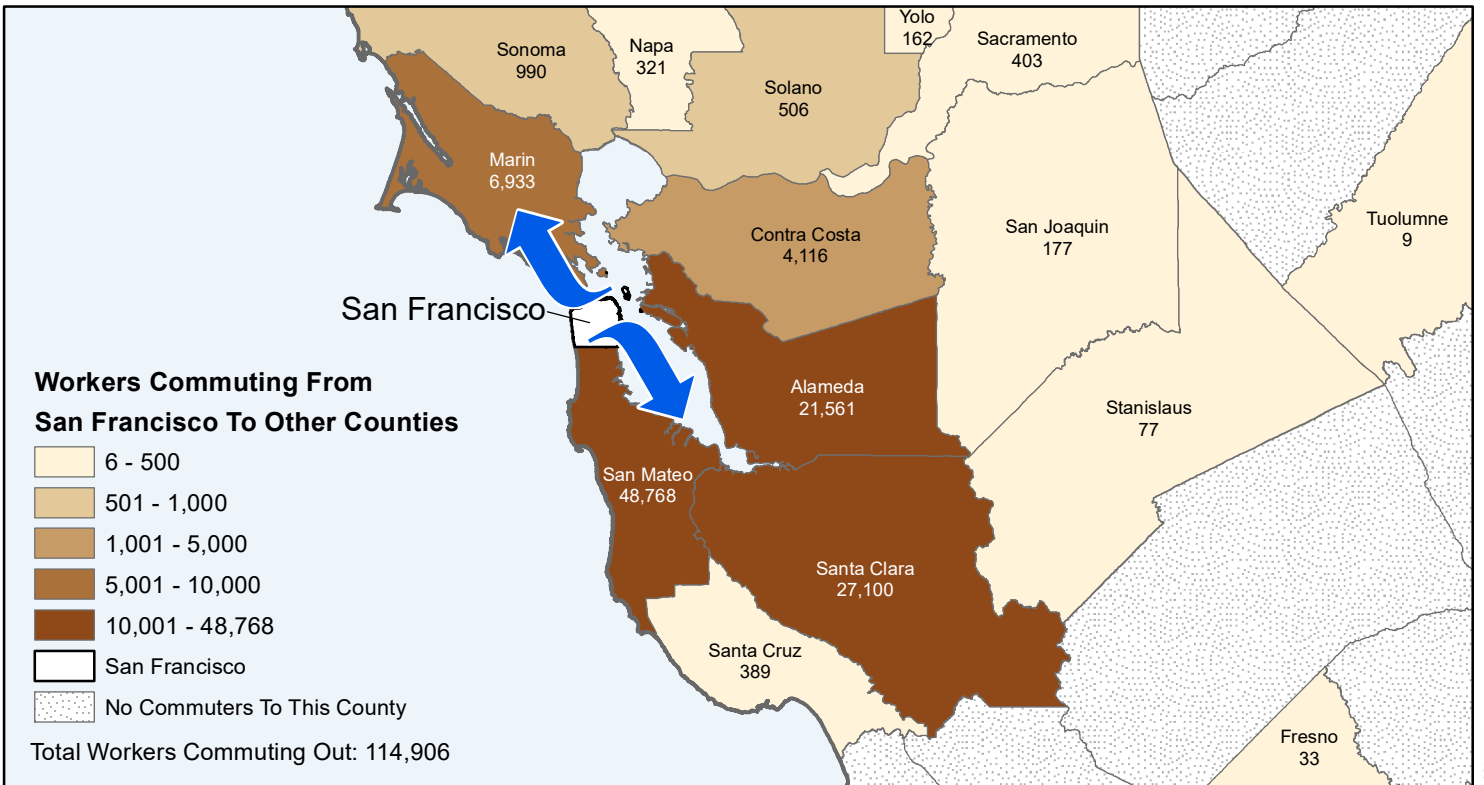 Yolo
162
Sonoma
990
Napa
321
Sacramento
403
Solano
506
Marin
6,933
Tuolumne
9
San Joaquin
177
Contra Costa
4,116
San Francisco
Workers Commuting From
San Francisco To Other Counties
6 - 500
501 - 1,000
1,001 - 5,000
5,001 - 10,000
10,001 - 48,768
San Francisco
No Commuters To This County
Total Workers Commuting Out: 114,906
Alameda
21,561
Stanislaus
77
San Mateo
48,768
Santa Clara
27,100
Santa Cruz
389
Fresno
33